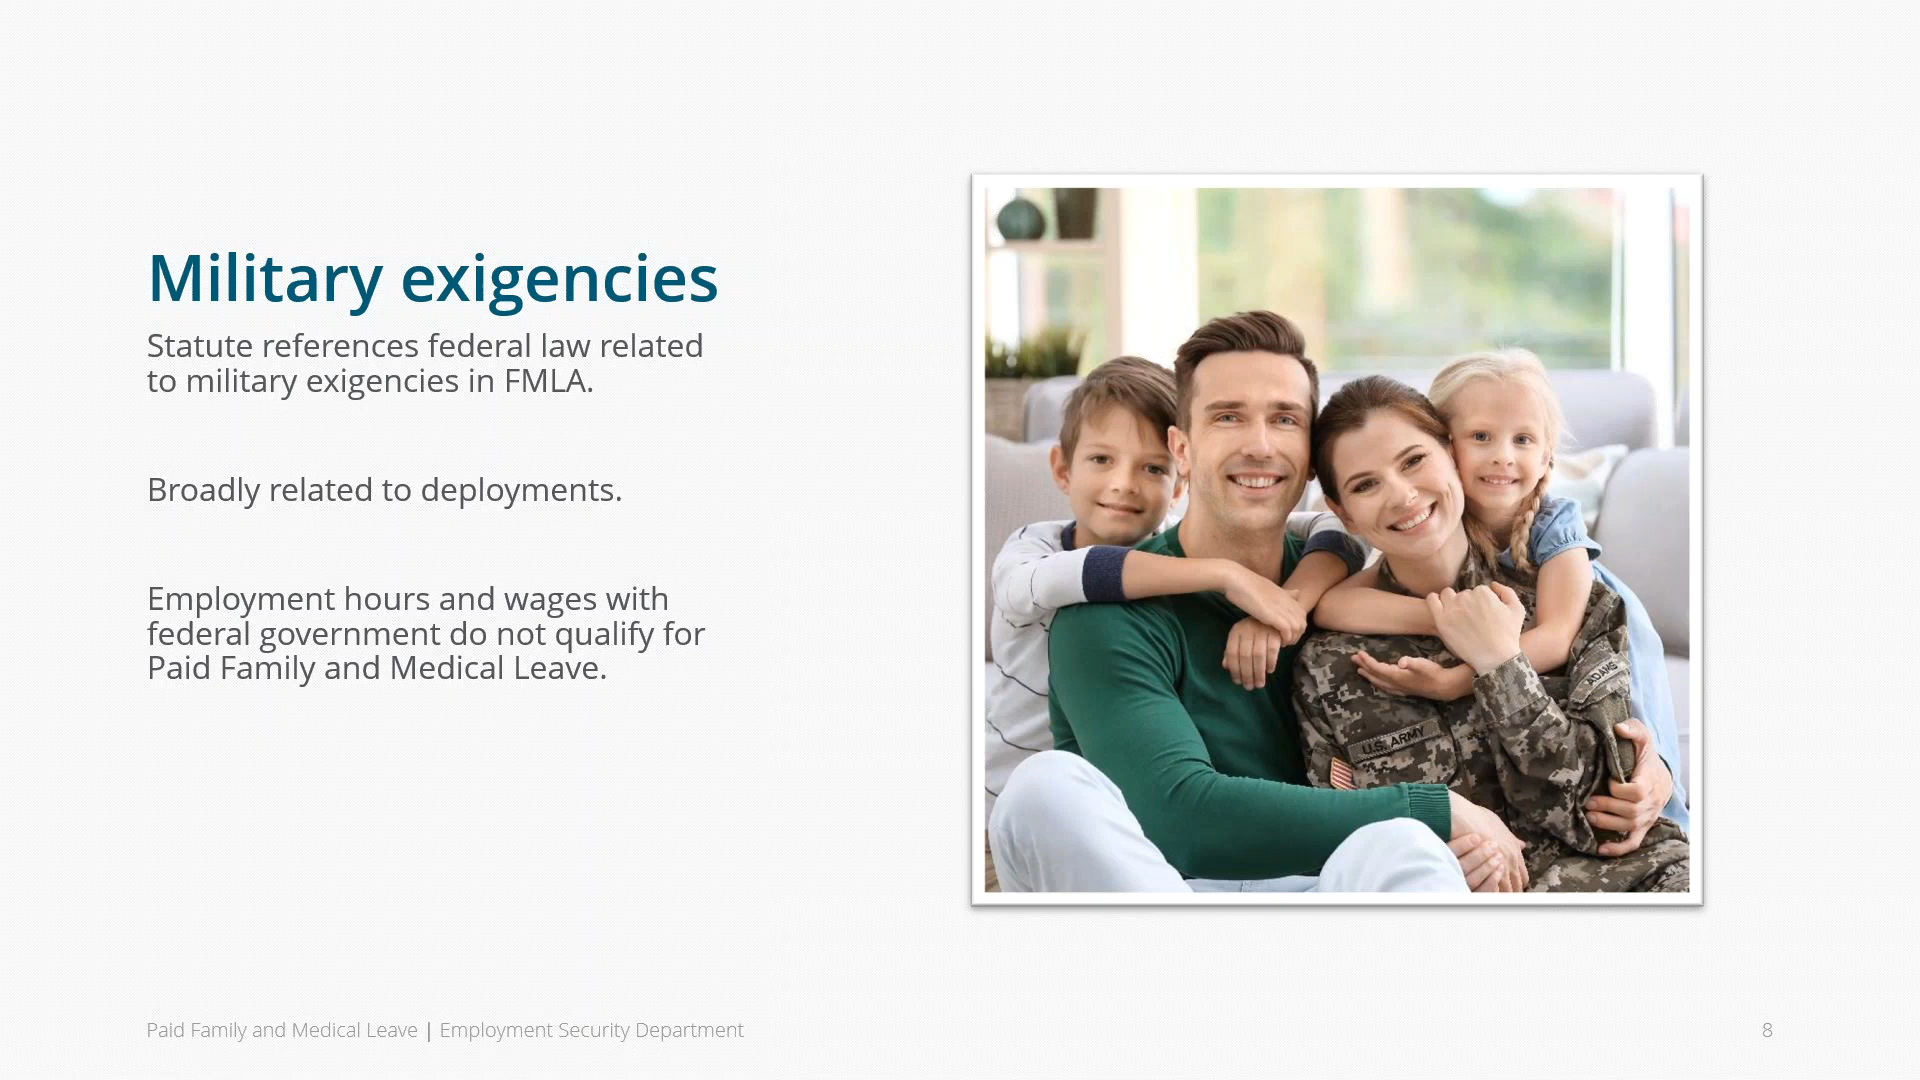 Military exigencies
Statute references federal law related
to military exigencies in FMLA.
Broadly related to deployments.
Employment hours and wages with
federal government do not qualify for
Paid Family and Medical Leave.
ADAMS
U.S. ARMY
Paid Family and Medical Leave | Employment Security Department
8